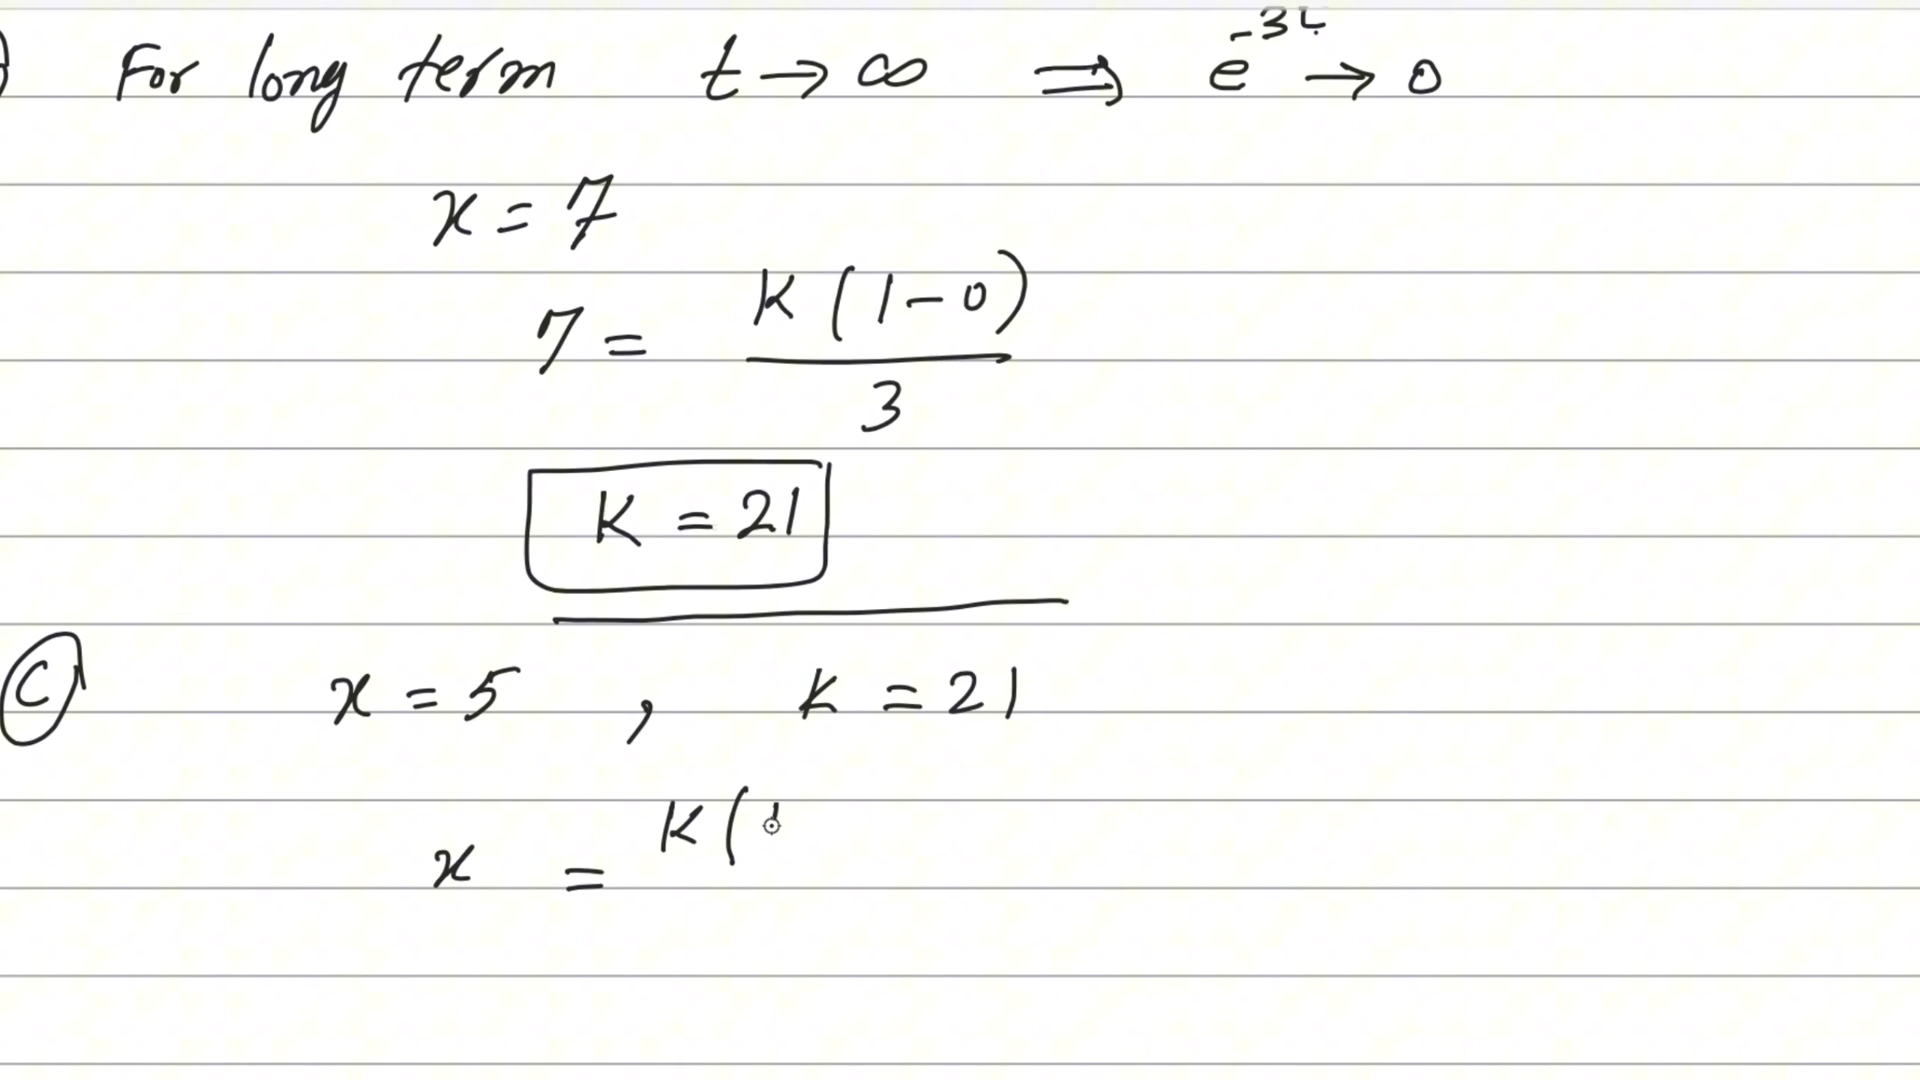 ) For long term t → ∞ ⟹ e^-3t → 0
x = 7
7 = K (1 - 0) / 3
K = 21
(C) x = 5 , K = 21
x = K (